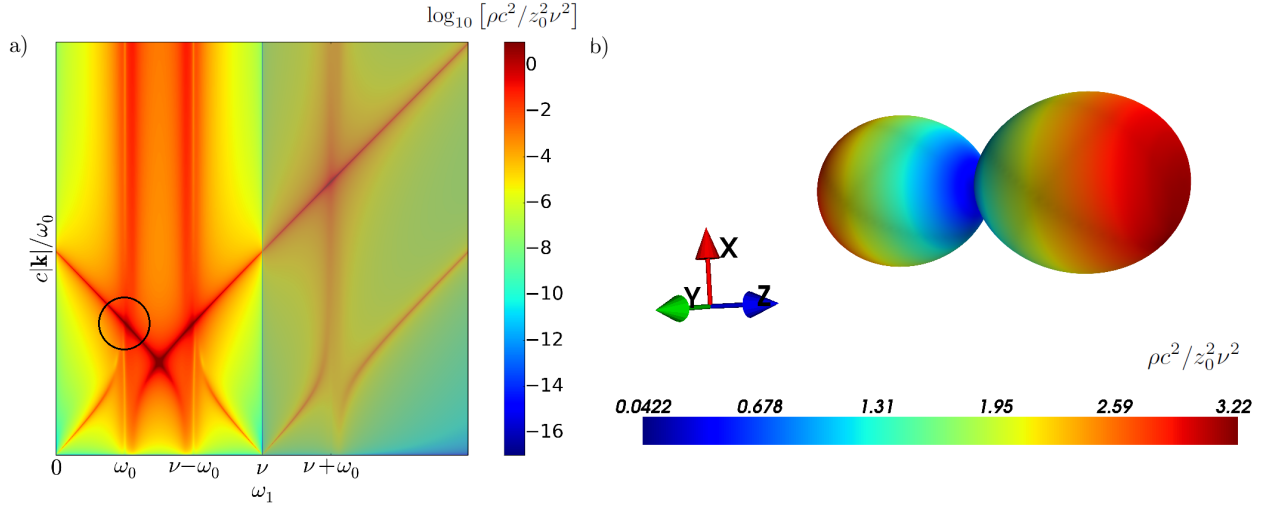 a)
log₁₀ [ρc²/z₀²ν²]
0
−2
−4
−6
−8
−10
−12
−14
−16
c|k|/ω₀
0 ω₀ ν−ω₀ ν ν+ω₀
ω₁
b)
X
Y
Z
ρc²/z₀²ν²
0.0422 0.678 1.31 1.95 2.59 3.22